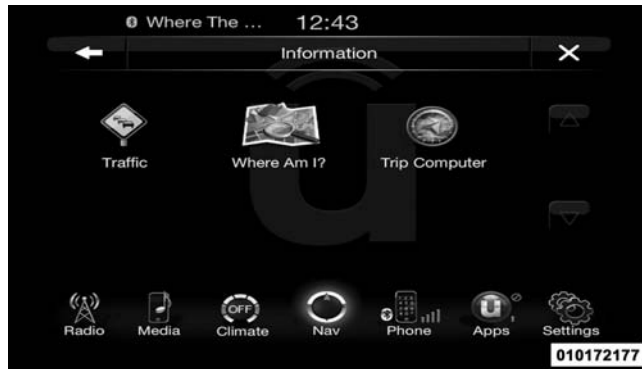 Where The ... 12:43
Information
Traffic Where Am I? Trip Computer
OFF
Radio Media Climate Nav Phone Apps Settings
010172177